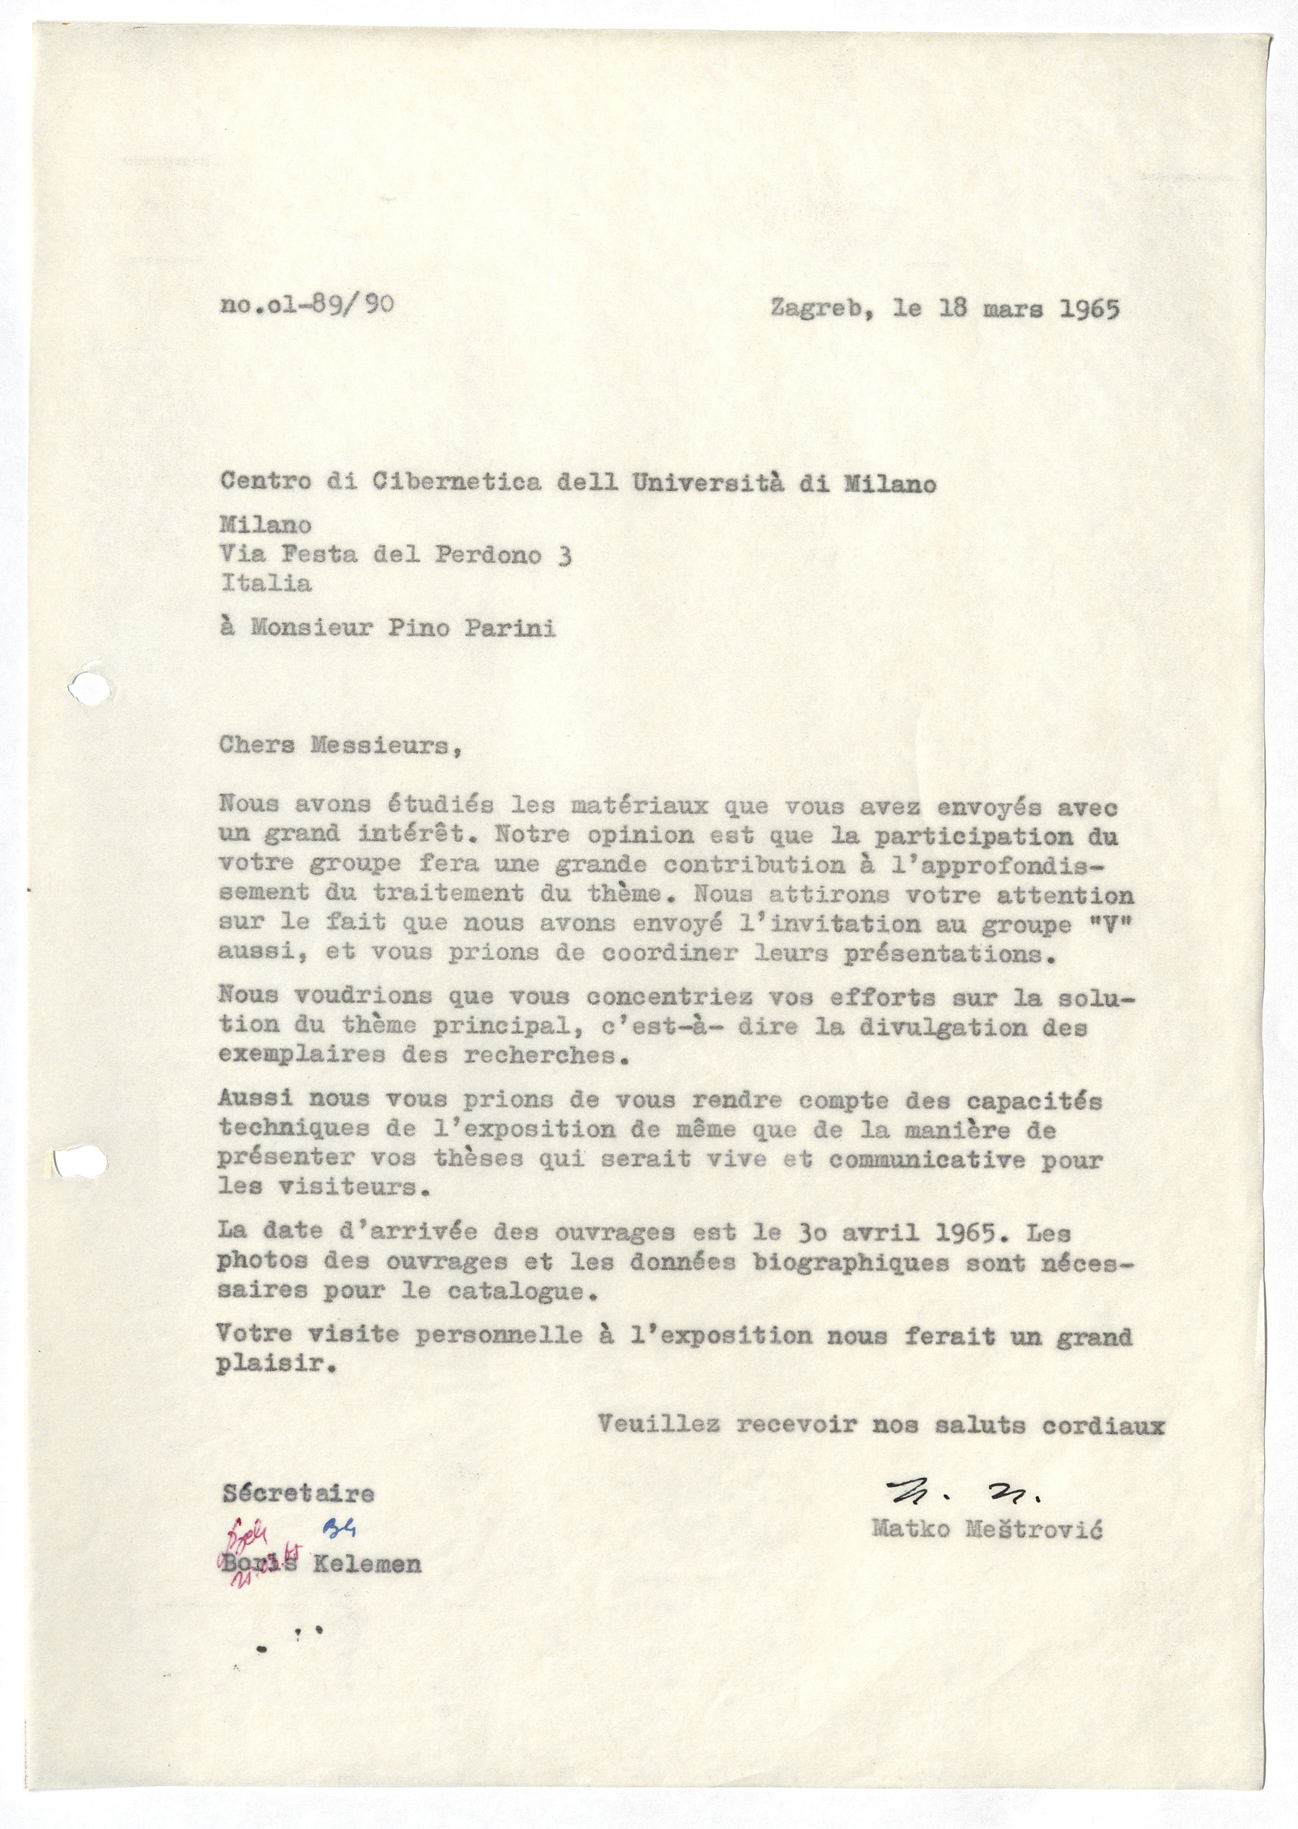 no.ol-89/90
Zagreb, le 18 mars 1965
Centro di Cibernetica dell Università di Milano
Milano
Via Festa del Perdono 3
Italia
à Monsieur Pino Parini
Chers Messieurs,
Nous avons étudiés les matériaux que vous avez envoyés avec
un grand intérêt. Notre opinion est que la participation du
votre groupe fera une grande contribution à l'approfondis-
sement du traitement du thème. Nous attirons votre attention
sur le fait que nous avons envoyé l'invitation au groupe "V"
aussi, et vous prions de coordiner leurs présentations.
Nous voudrions que vous concentriez vos efforts sur la solu-
tion du thème principal, c'est-à- dire la divulgation des
exemplaires des recherches.
Aussi nous vous prions de vous rendre compte des capacités
techniques de l'exposition de même que de la manière de
présenter vos thèses qui serait vive et communicative pour
les visiteurs.
La date d'arrivée des ouvrages est le 3o avril 1965. Les
photos des ouvrages et les données biographiques sont néces-
saires pour le catalogue.
Votre visite personnelle à l'exposition nous ferait un grand
plaisir.
Veuillez recevoir nos saluts cordiaux
Sécretaire
Matko Meštrović
Boris Kelemen